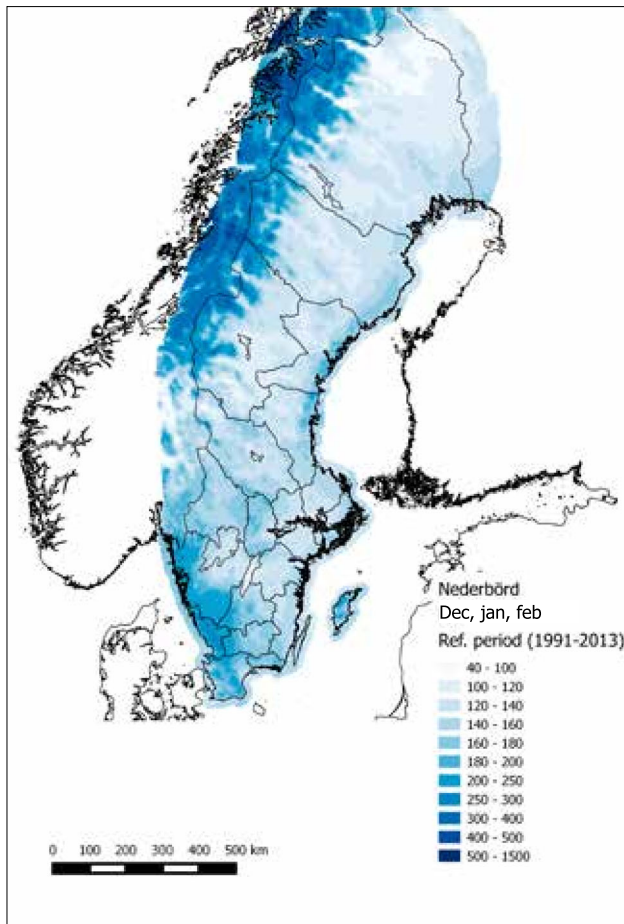 Nederbörd
Dec, jan, feb
Ref. period (1991-2013)
40 - 100
100 - 120
120 - 140
140 - 160
160 - 180
180 - 200
200 - 250
250 - 300
300 - 400
400 - 500
500 - 1500
0 100 200 300 400 500 km